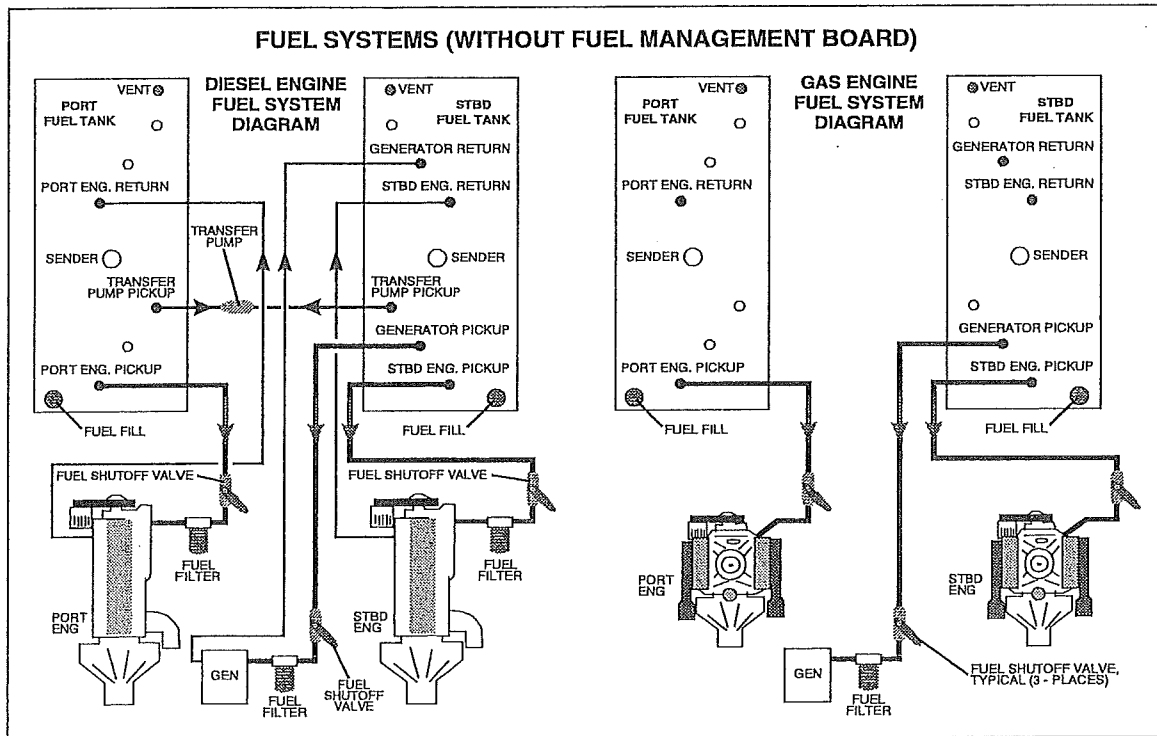 FUEL SYSTEMS (WITHOUT FUEL MANAGEMENT BOARD)
DIESEL ENGINE
FUEL SYSTEM
DIAGRAM
VENT
PORT
FUEL TANK
PORT ENG. RETURN
TRANSFER
PUMP
SENDER
TRANSFER
PUMP PICKUP
PORT ENG. PICKUP
FUEL FILL
VENT
STBD
FUEL TANK
GENERATOR RETURN
STBD ENG. RETURN
SENDER
TRANSFER
PUMP PICKUP
GENERATOR PICKUP
STBD ENG. PICKUP
FUEL FILL
FUEL SHUTOFF VALVE
FUEL SHUTOFF VALVE
FUEL
FILTER
FUEL
FILTER
PORT
ENG
STBD
ENG
GEN
FUEL
FILTER
FUEL
SHUTOFF
VALVE
GAS ENGINE
FUEL SYSTEM
DIAGRAM
PORT
FUEL TANK
VENT
PORT ENG. RETURN
SENDER
PORT ENG. PICKUP
FUEL FILL
VENT
STBD
FUEL TANK
GENERATOR RETURN
STBD ENG. RETURN
SENDER
GENERATOR PICKUP
STBD ENG. PICKUP
FUEL FILL
PORT
ENG
STBD
ENG
GEN
FUEL
FILTER
FUEL SHUTOFF VALVE,
TYPICAL (3 - PLACES)